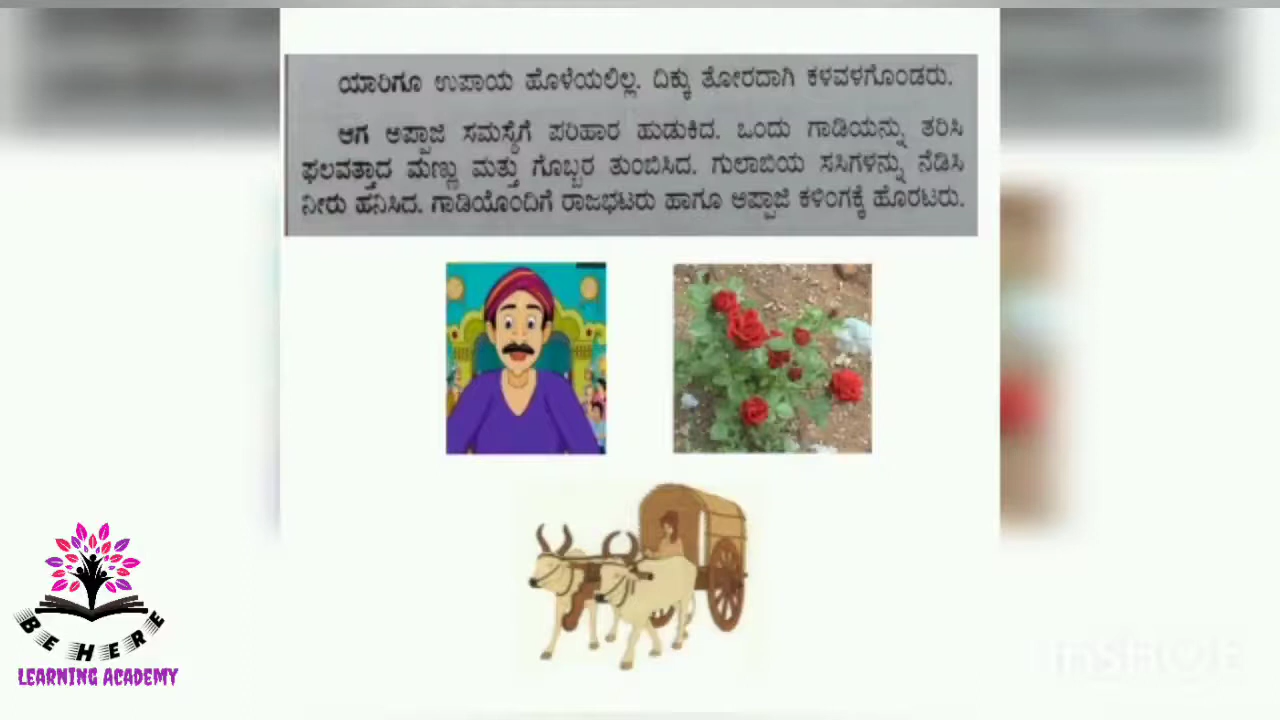 ಯಾರಿಗೂ ಉಪಾಯ ಹೊಳೆಯಲಿಲ್ಲ. ದಿಕ್ಕು ತೋರದಾಗಿ ಕಳವಳಗೊಂಡರು.
ಆಗ ಅಪ್ಪಾಜಿ ಸಮಸ್ಯೆಗೆ ಪರಿಹಾರ ಹುಡುಕಿದ. ಒಂದು ಗಾಡಿಯನ್ನು ತರಿಸಿ
ಫಲವತ್ತಾದ ಮಣ್ಣು ಮತ್ತು ಗೊಬ್ಬರ ತುಂಬಿಸಿದ. ಗುಲಾಬಿಯ ಸಸಿಗಳನ್ನು ನೆಡಿಸಿ
ನೀರು ಹನಿಸಿದ. ಗಾಡಿಯೊಂದಿಗೆ ರಾಜಭಟರು ಹಾಗೂ ಅಪ್ಪಾಜಿ ಕಳಿಂಗಕ್ಕೆ ಹೊರಟರು.
BE HERE
LEARNING ACADEMY